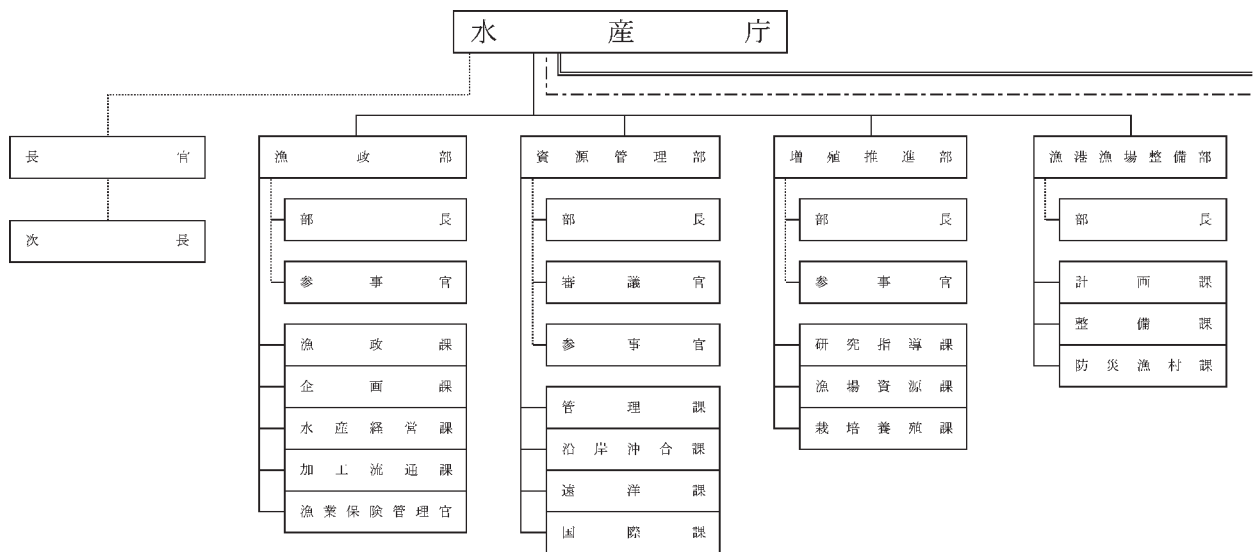 水産庁
長官
次長
漁政部
部長
参事官
漁政課
企画課
水産経営課
加工流通課
漁業保険管理官
資源管理部
部長
審議官
参事官
管理課
沿岸沖合課
遠洋課
国際課
増殖推進部
部長
参事官
研究指導課
漁場資源課
栽培養殖課
漁港漁場整備部
部長
計画課
整備課
防災漁村課